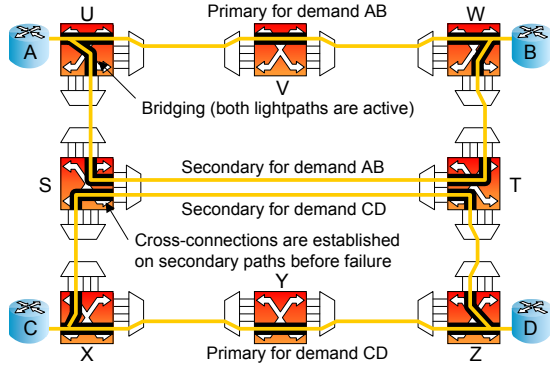 U
Primary for demand AB
W
A
B
V
Bridging (both lightpaths are active)
S
Secondary for demand AB
T
Secondary for demand CD
Cross-connections are established
on secondary paths before failure
Y
C
D
X
Primary for demand CD
Z